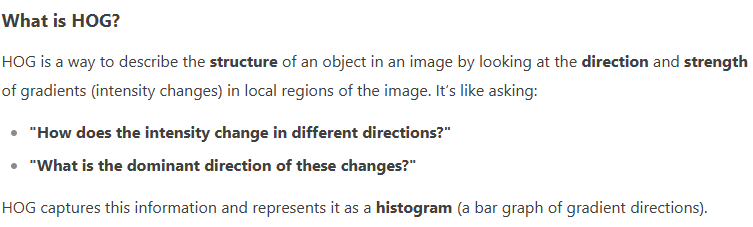 What is HOG?
HOG is a way to describe the structure of an object in an image by looking at the direction and strength
of gradients (intensity changes) in local regions of the image. It’s like asking:
• "How does the intensity change in different directions?"
• "What is the dominant direction of these changes?"
HOG captures this information and represents it as a histogram (a bar graph of gradient directions).